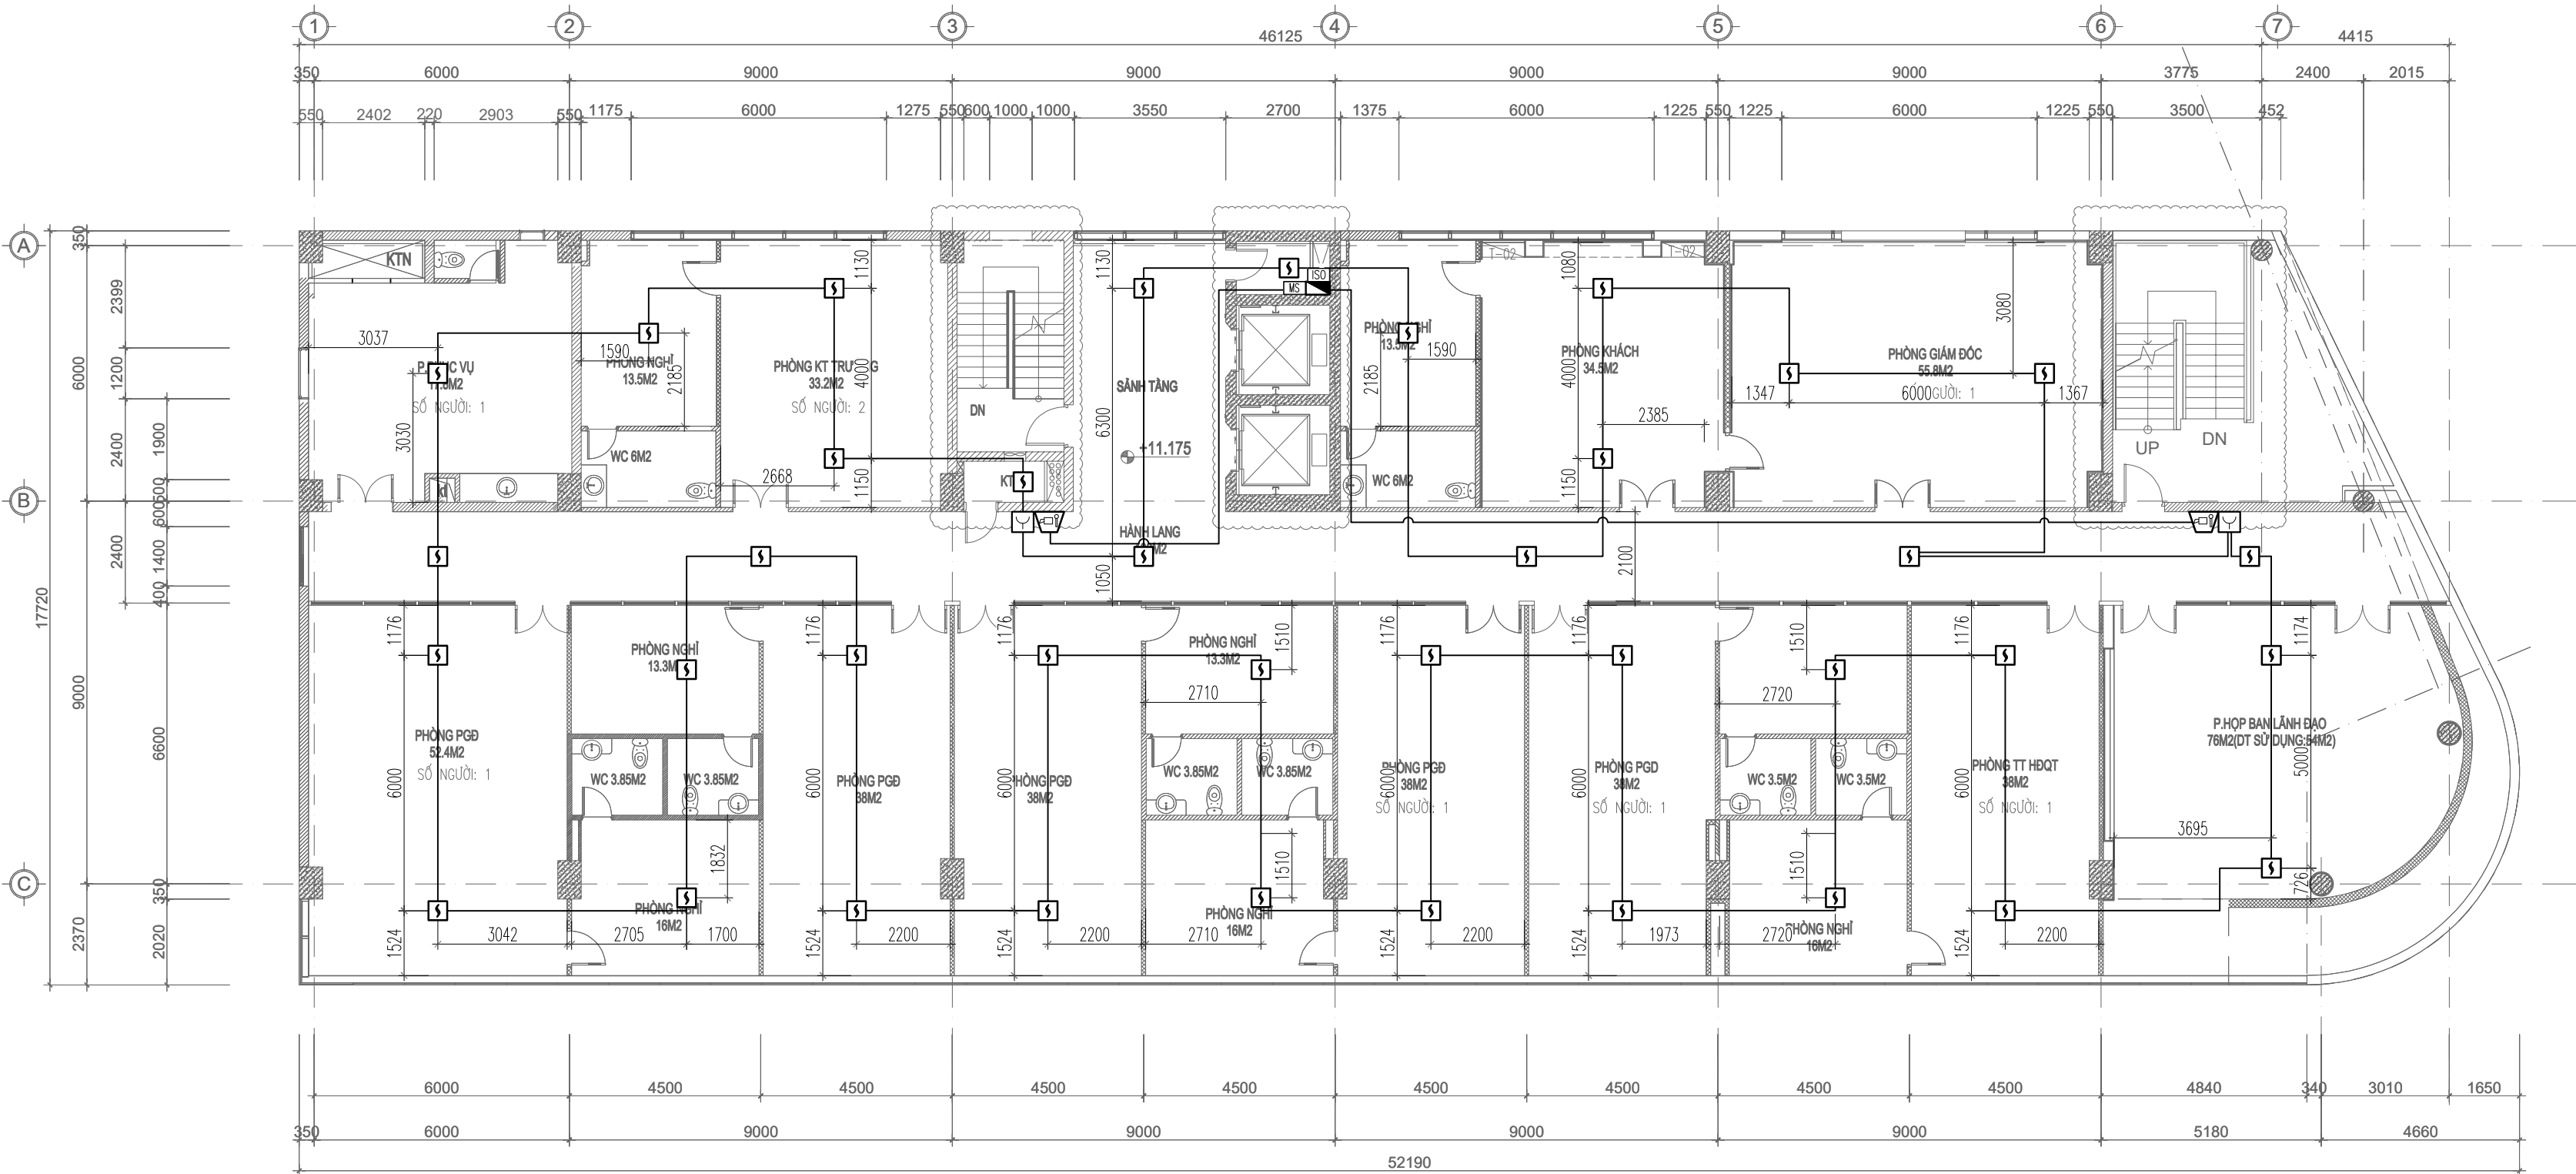 1 2 3 4 5 6 7
46125 4415
350 6000 9000 9000 9000 9000 3775 2400 2015
550 2402 220 2903 550 1175 6000 1275 550 600 1000 1000 3550 2700 1375 6000 1225 550 1225 6000 1225 550 3500 452
A
B
C
17720
350
6000
9000
2370
2399
1200
2400
2400
1900
500
600
1400
400
6600
350
2020
KTN
3037
3030
SỐ NGƯỜI: 1
1590
PHÒNG NGHỈ
13.5M2
2185
WC 6M2
1130
4000
1150
33.2M2
SỐ NGƯỜI: 2
2668
DN
1130
6300
1050
SẢNH TẦNG
+11.175
HÀNH LANG
ISO
MS
13.5M2
1590
2185
WC 6M2
T-02
1080
4000
1150
PHÒNG KHÁCH
34.5M2
2385
2100
PHÒNG GIÁM ĐỐC
55.8M2
3080
1347 6000 1367
UP DN
1176
6000
1524
PHÒNG PGĐ
52.4M2
SỐ NGƯỜI: 1
3042
PHÒNG NGHỈ
WC 3.85M2
WC 3.85M2
1832
PHÒNG NGHỈ
16M2
2705 1700
1176
6000
1524
PHÒNG PGĐ
38M2
2200
1176
6000
1524
PHÒNG PGĐ
38M2
2200
PHÒNG NGHỈ
13.3M2
1510
2710
WC 3.85M2
WC 3.85M2
1510
PHÒNG NGHỈ
16M2
2710
1176
6000
1524
PHÒNG PGĐ
38M2
SỐ NGƯỜI: 1
2200
1176
6000
1524
PHÒNG PGD
38M2
SỐ NGƯỜI: 1
1973
1510
2720
WC 3.5M2
WC 3.5M2
1510
PHÒNG NGHỈ
16M2
2720
1176
6000
1524
PHÒNG TT HĐQT
38M2
SỐ NGƯỜI: 1
2200
1174
5000
726
P.HỌP BAN LÃNH ĐẠO
76M2(DT SỬ DỤNG:54M2)
3695
6000 4500 4500 4500 4500 4500 4500 4500 4500 4840 340 3010 1650
350 6000 9000 9000 9000 9000 5180 4660
52190